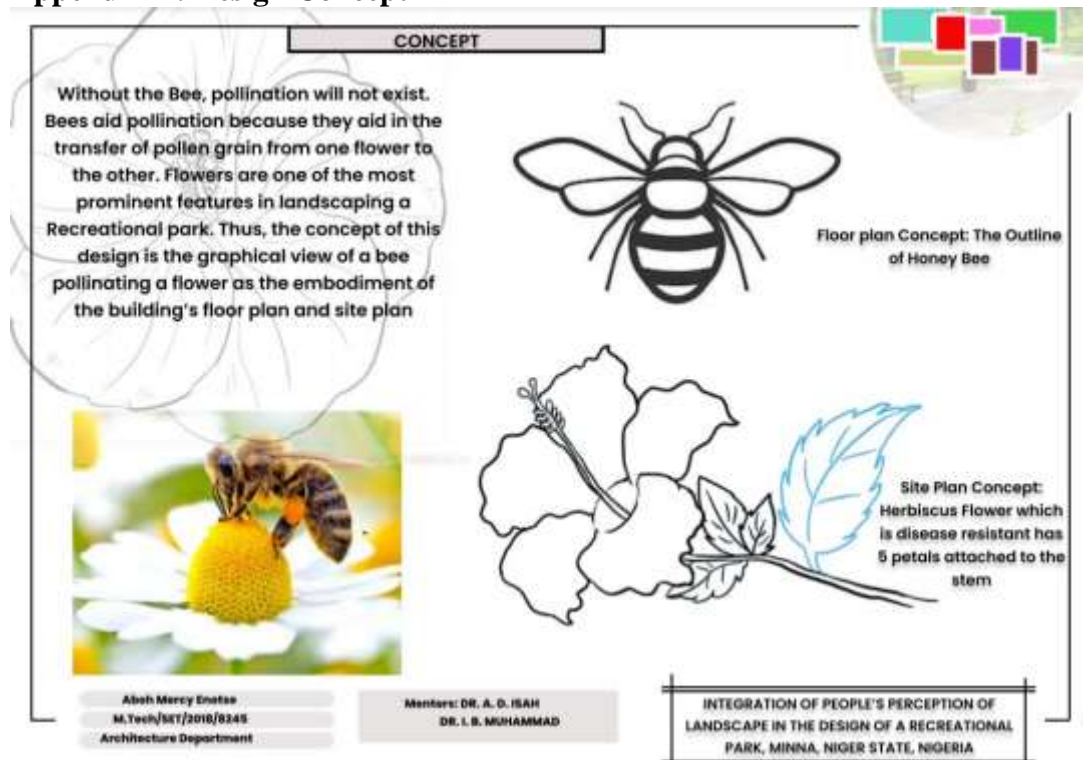 CONCEPT
Without the Bee, pollination will not exist.
Bees aid pollination because they aid in the
transfer of pollen grain from one flower to
the other. Flowers are one of the most
prominent features in landscaping a
Recreational park. Thus, the concept of this
design is the graphical view of a bee
pollinating a flower as the embodiment of
the building's floor plan and site plan
Floor plan Concept: The Outline
of Honey Bee
Site Plan Concept:
Herbiscus Flower which
is disease resistant has
5 petals attached to the
stem
Aboh Mercy Enotse
M.Tech/SET/2018/8245
Architecture Department
Mentors: DR. A. D. ISAH
DR. I. B. MUHAMMAD
INTEGRATION OF PEOPLE'S PERCEPTION OF
LANDSCAPE IN THE DESIGN OF A RECREATIONAL
PARK, MINNA, NIGER STATE, NIGERIA